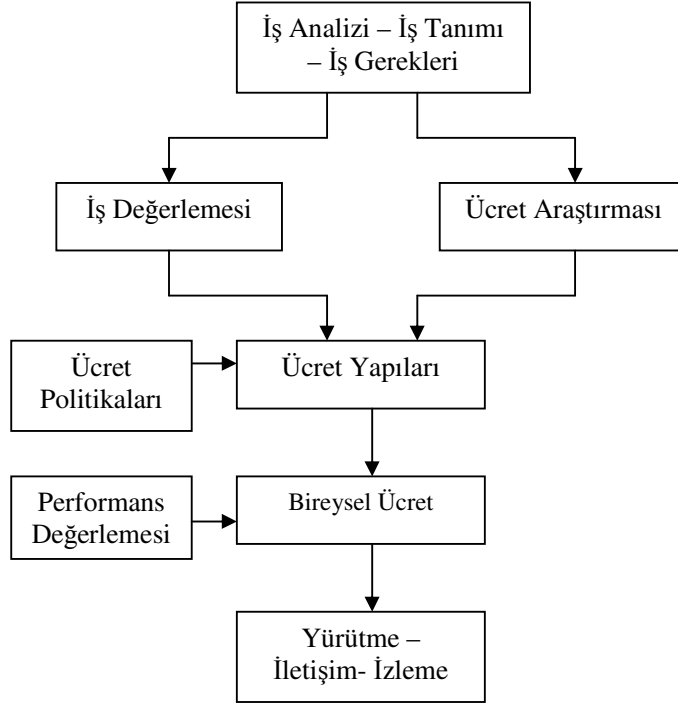 İş Analizi – İş Tanımı
– İş Gerekleri
İş Değerlemesi
Ücret Araştırması
Ücret
Politikaları
Ücret Yapıları
Performans
Değerlemesi
Bireysel Ücret
Yürütme –
İletişim- İzleme